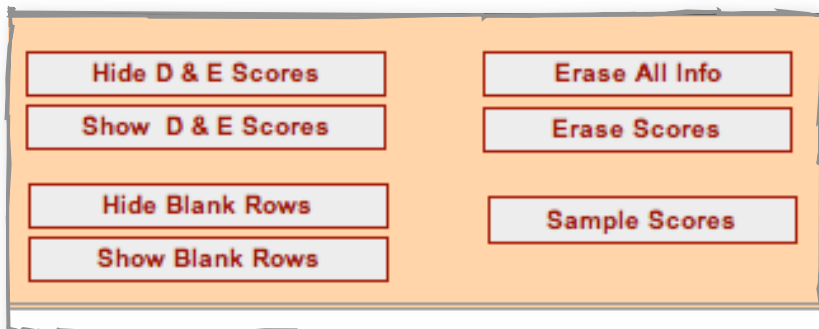 Hide D & E Scores
Show D & E Scores
Hide Blank Rows
Show Blank Rows
Erase All Info
Erase Scores
Sample Scores